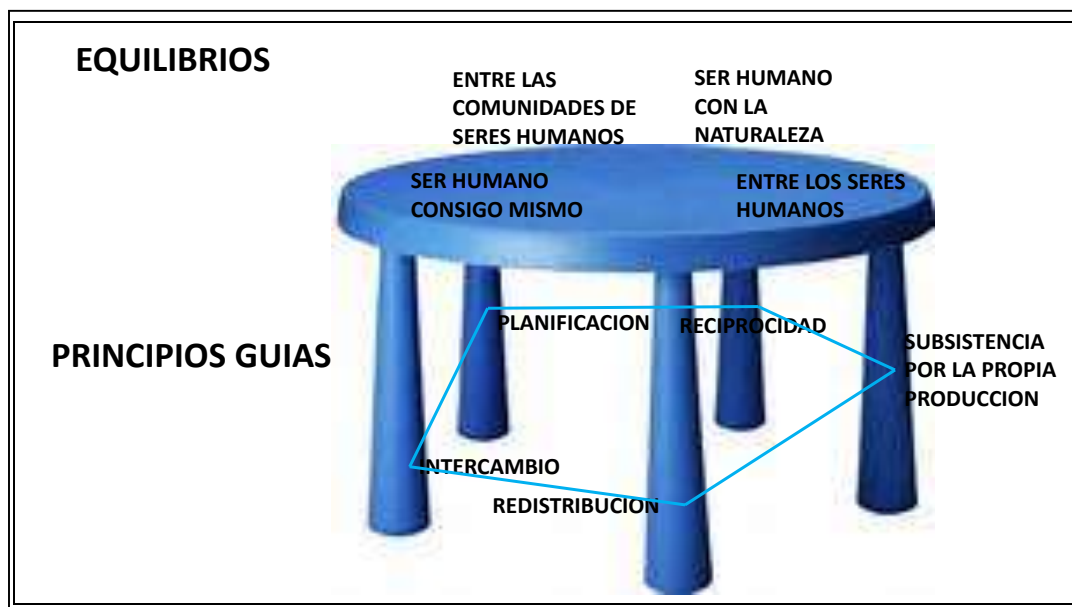 EQUILIBRIOS
ENTRE LAS
COMUNIDADES DE
SERES HUMANOS
SER HUMANO
CON LA
NATURALEZA
SER HUMANO
CONSIGO MISMO
ENTRE LOS SERES
HUMANOS
PRINCIPIOS GUIAS
PLANIFICACION
RECIPROCIDAD
SUBSISTENCIA
POR LA PROPIA
PRODUCCION
INTERCAMBIO
REDISTRIBUCION